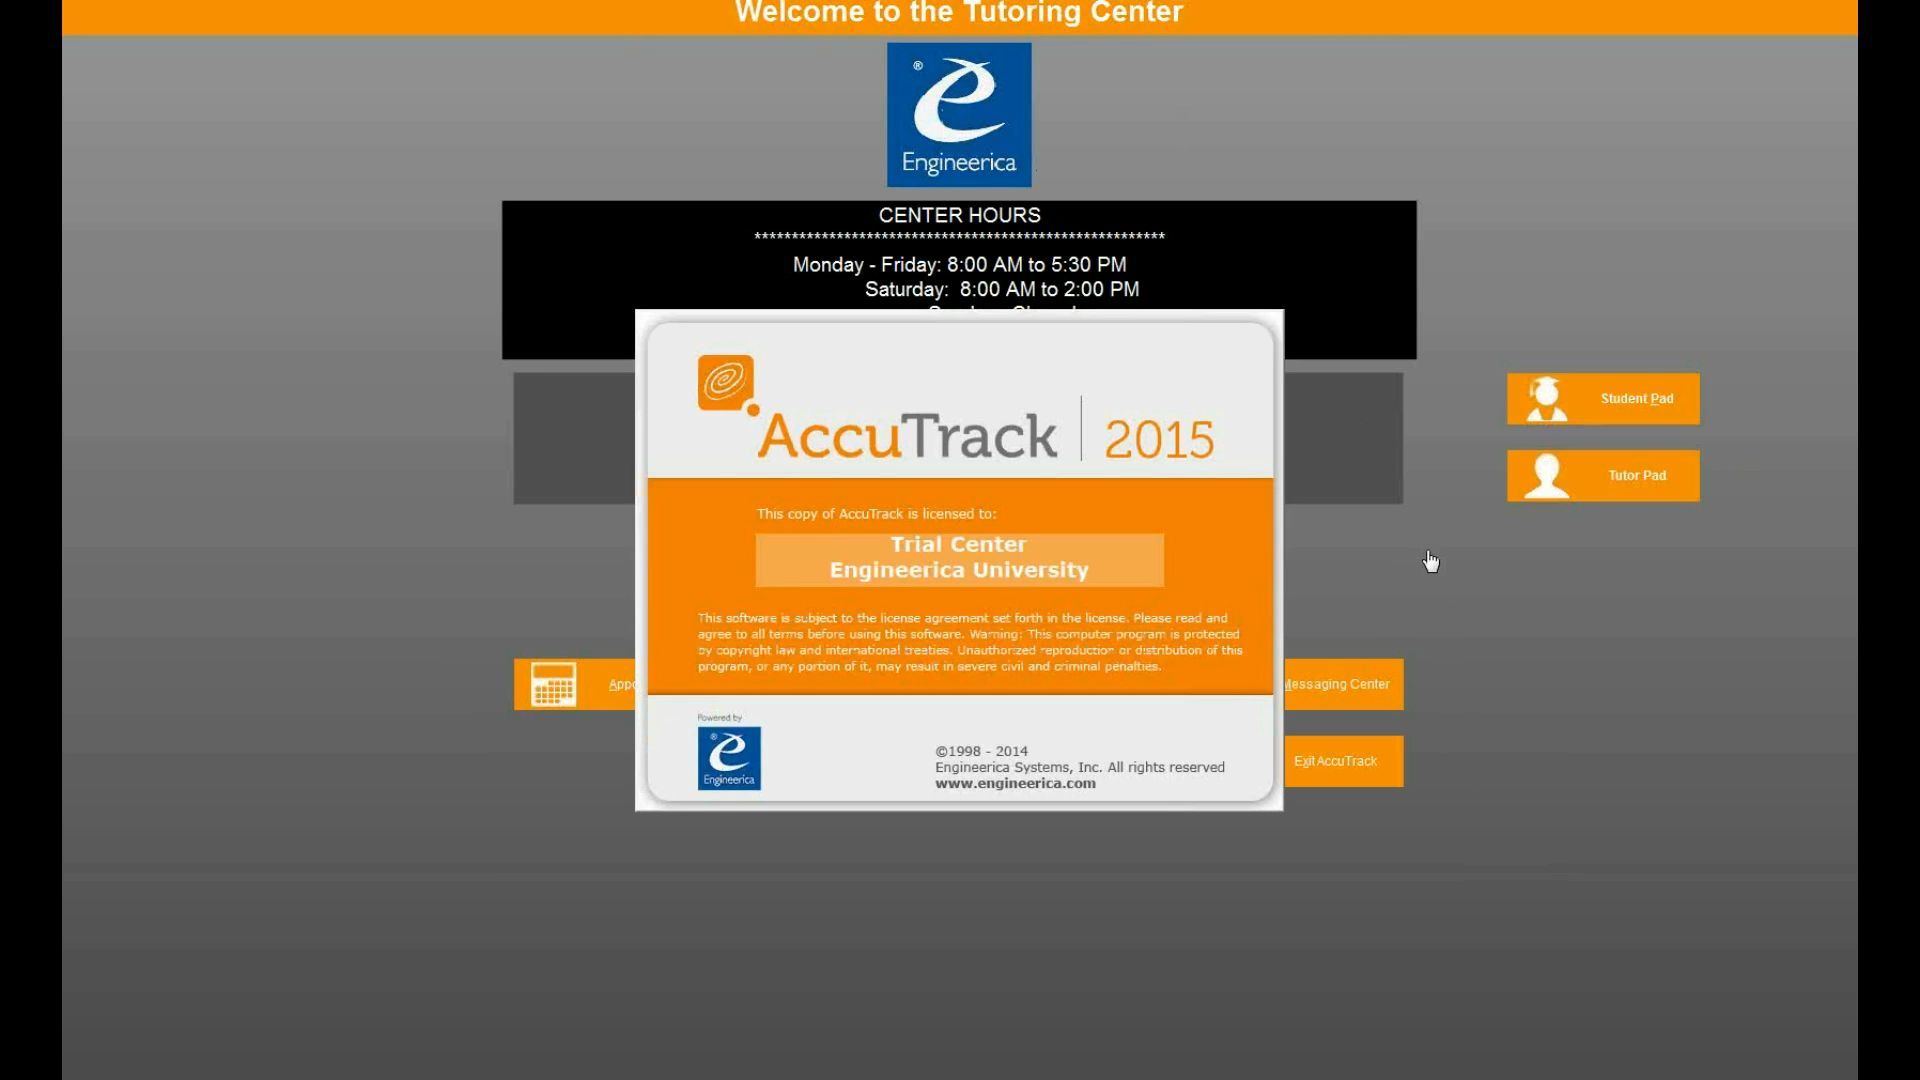 Welcome to the Tutoring Center
®
Engineerica
CENTER HOURS
*******************************************************
Monday - Friday: 8:00 AM to 5:30 PM
Saturday: 8:00 AM to 2:00 PM
AccuTrack | 2015
Student Pad
Tutor Pad
This copy of AccuTrack is licensed to:
Trial Center
Engineerica University
This software is subject to the license agreement set forth in the license. Please read and
agree to all terms before using this software. Warning: This computer program is protected
by copyright law and international treaties. Unauthorized reproduction or distribution of this
program, or any portion of it, may result in severe civil and criminal penalties.
Messaging Center
Exit AccuTrack
Powered by
®
Engineerica
©1998 - 2014
Engineerica Systems, Inc. All rights reserved
www.engineerica.com